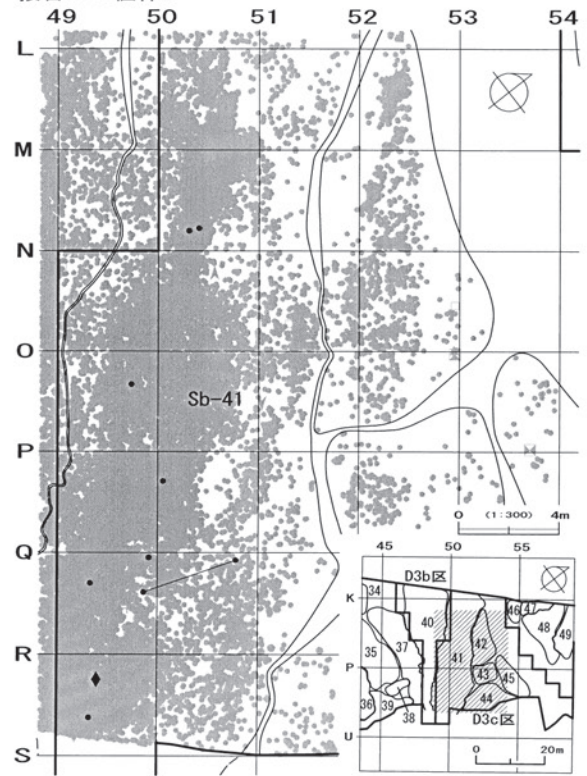 49 50 51 52 53 54
L
M
N
O
Sb-41
P
0 (1:300) 4m
Q
R
S
45 50 55
D3b区
K
34 40 46 47 48 49
35 37 41 42
P
43 45
36 39 38 44
D3c区
U
0 20m